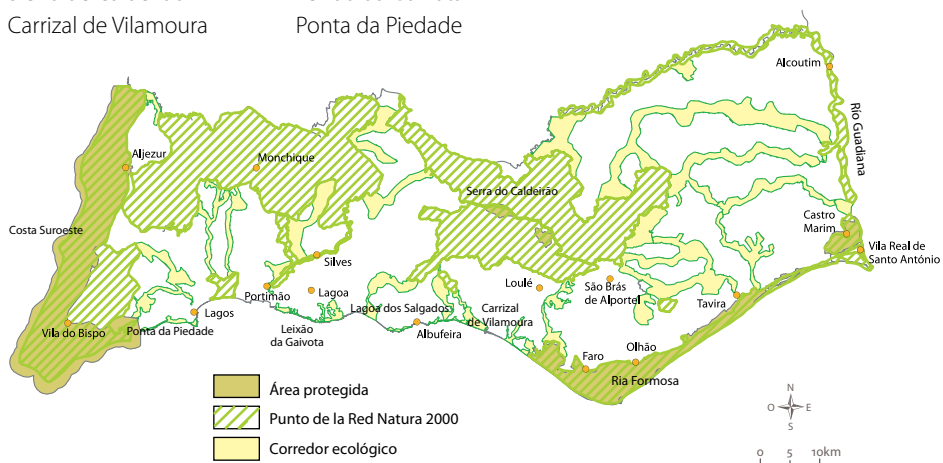 Carrizal de Vilamoura
Ponta da Piedade
Alcoutim
Río Guadiana
Aljezur
Monchique
Serra do Caldeirão
Costa Suroeste
Castro
Marim
Vila Real de
Santo António
Silves
Loulé
São Brás
de Alportel
Portimão
Lagoa
Lagos
Lagoa dos Salgados
Carrizal
de Vilamoura
Tavira
Vila do Bispo
Ponta da Piedade
Leixão
da Gaivota
Albufeira
Faro
Olhão
Ria Formosa
Área protegida
Punto de la Red Natura 2000
Corredor ecológico
N
O
E
S
0 5 10km